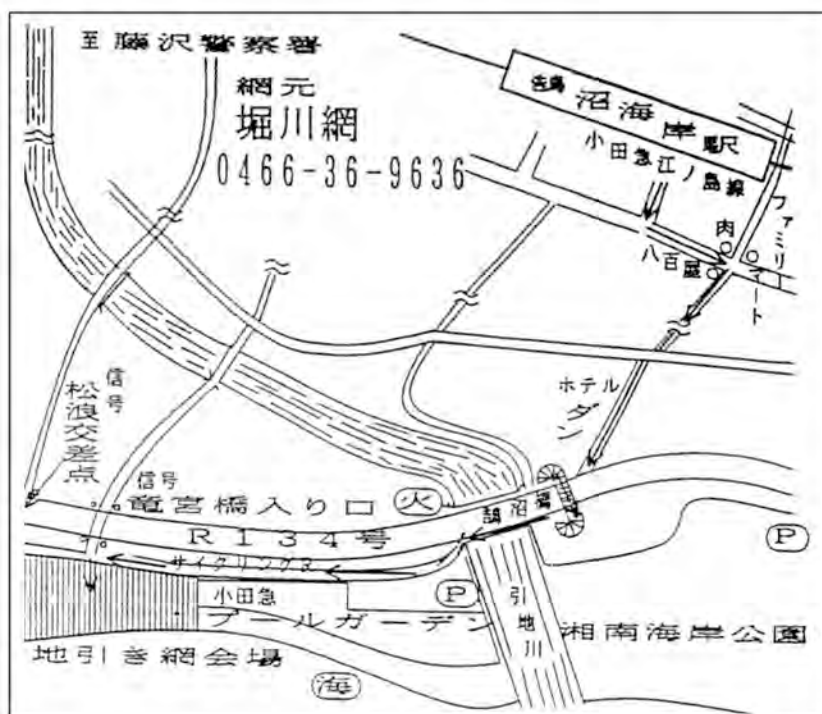 至 藤沢警察署
網元
堀川網
0466-36-9636
鵠沼海岸駅
小田急江ノ島線
ファミリーマート
肉
八百屋
ホテル
ダン
信号
松浪交差点
信号
竜宮橋入り口
火
鵠沼橋
R134号
サイクリングR
P
P
小田急
プールガーデン
引地川
湘南海岸公園
地引き網会場
海